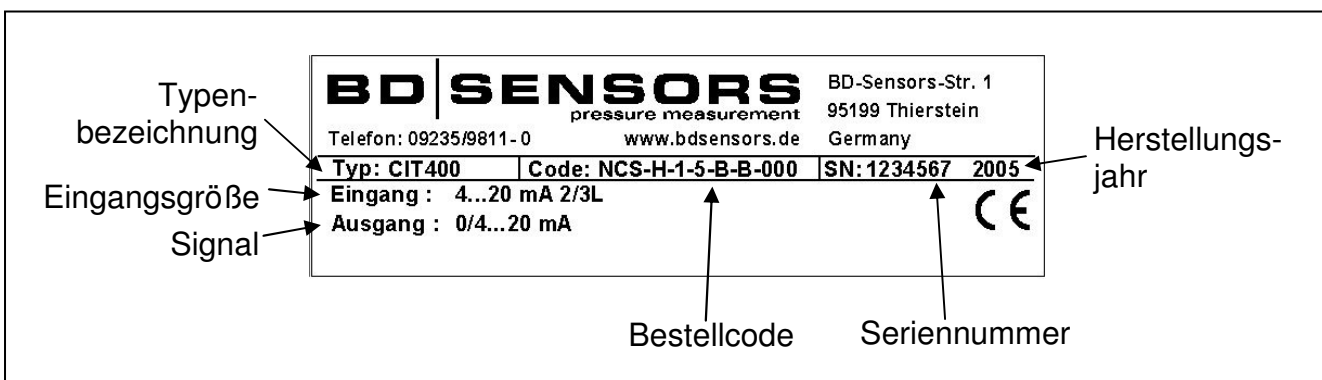 BD SENSORS
pressure measurement
BD-Sensors-Str. 1
95199 Thierstein
Telefon: 09235/9811-0 www.bdsensors.de Germany
Typ: CIT400 Code: NCS-H-1-5-B-B-000 SN: 1234567 2005
Eingang : 4...20 mA 2/3L
Ausgang : 0/4...20 mA
CE
Typen-
bezeichnung
Eingangsgröße
Signal
Bestellcode
Seriennummer
Herstellungs-
jahr